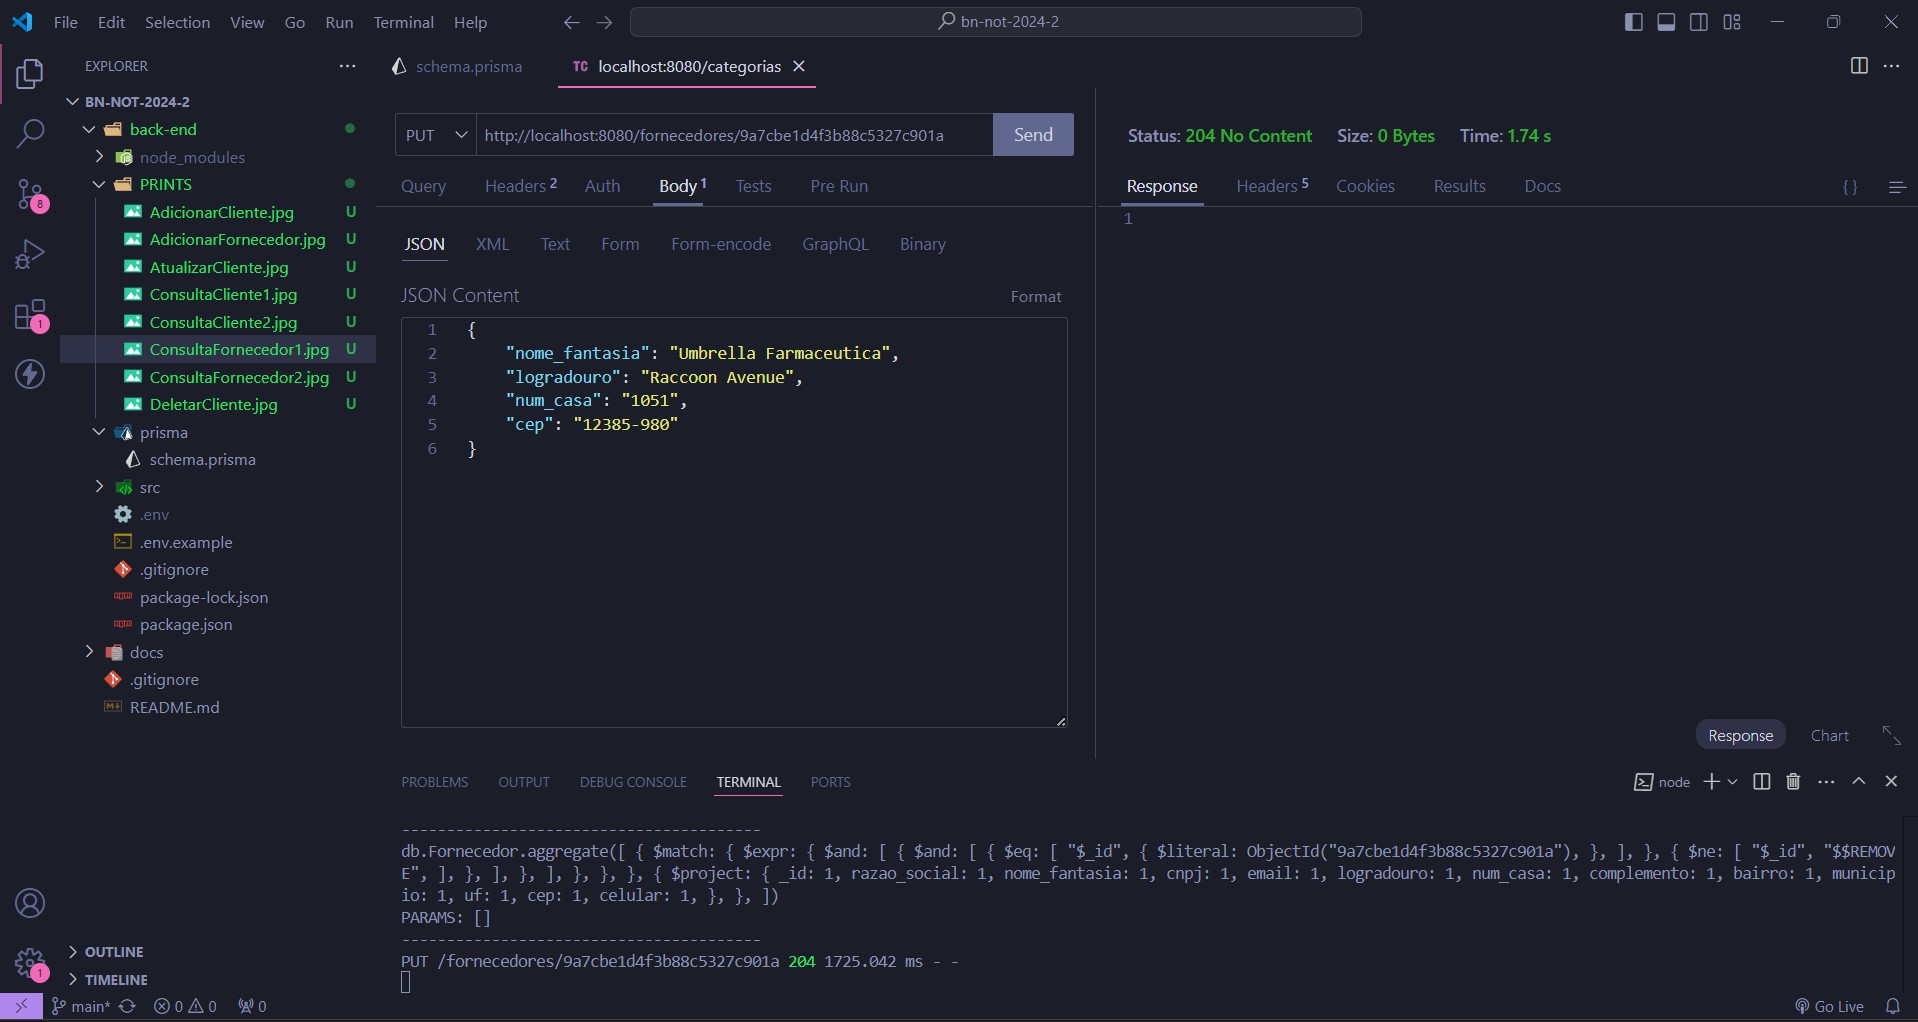 File Edit Selection View Go Run Terminal Help
bn-not-2024-2
EXPLORER
BN-NOT-2024-2
back-end
node_modules
PRINTS
AdicionarCliente.jpg U
AdicionarFornecedor.jpg U
AtualizarCliente.jpg U
ConsultaCliente1.jpg U
ConsultaCliente2.jpg U
ConsultaFornecedor1.jpg U
ConsultaFornecedor2.jpg U
DeletarCliente.jpg U
prisma
schema.prisma
src
.env
.env.example
.gitignore
package-lock.json
package.json
docs
.gitignore
README.md
OUTLINE
TIMELINE
8
1
1
schema.prisma
TC localhost:8080/categorias
PUT http://localhost:8080/fornecedores/9a7cbe1d4f3b88c5327c901a Send
Query Headers 2 Auth Body 1 Tests Pre Run
JSON XML Text Form Form-encode GraphQL Binary
JSON Content Format
1 {
2 "nome_fantasia": "Umbrella Farmaceutica",
3 "logradouro": "Raccoon Avenue",
4 "num_casa": "1051",
5 "cep": "12385-980"
6 }
Status: 204 No Content Size: 0 Bytes Time: 1.74 s
Response Headers 5 Cookies Results Docs { }
1
Response Chart
PROBLEMS OUTPUT DEBUG CONSOLE TERMINAL PORTS
node
----------------------------------------
db.Fornecedor.aggregate([ { $match: { $expr: { $and: [ { $and: [ { $eq: [ "$_id", { $literal: ObjectId("9a7cbe1d4f3b88c5327c901a"), }, ], }, { $ne: [ "$_id", "$$REMOV
E", ], }, ], }, ], }, }, }, { $project: { _id: 1, razao_social: 1, nome_fantasia: 1, cnpj: 1, email: 1, logradouro: 1, num_casa: 1, complemento: 1, bairro: 1, municip
io: 1, uf: 1, cep: 1, celular: 1, }, }, ])
PARAMS: []
----------------------------------------
PUT /fornecedores/9a7cbe1d4f3b88c5327c901a 204 1725.042 ms - -
main* 0 0 0 Go Live